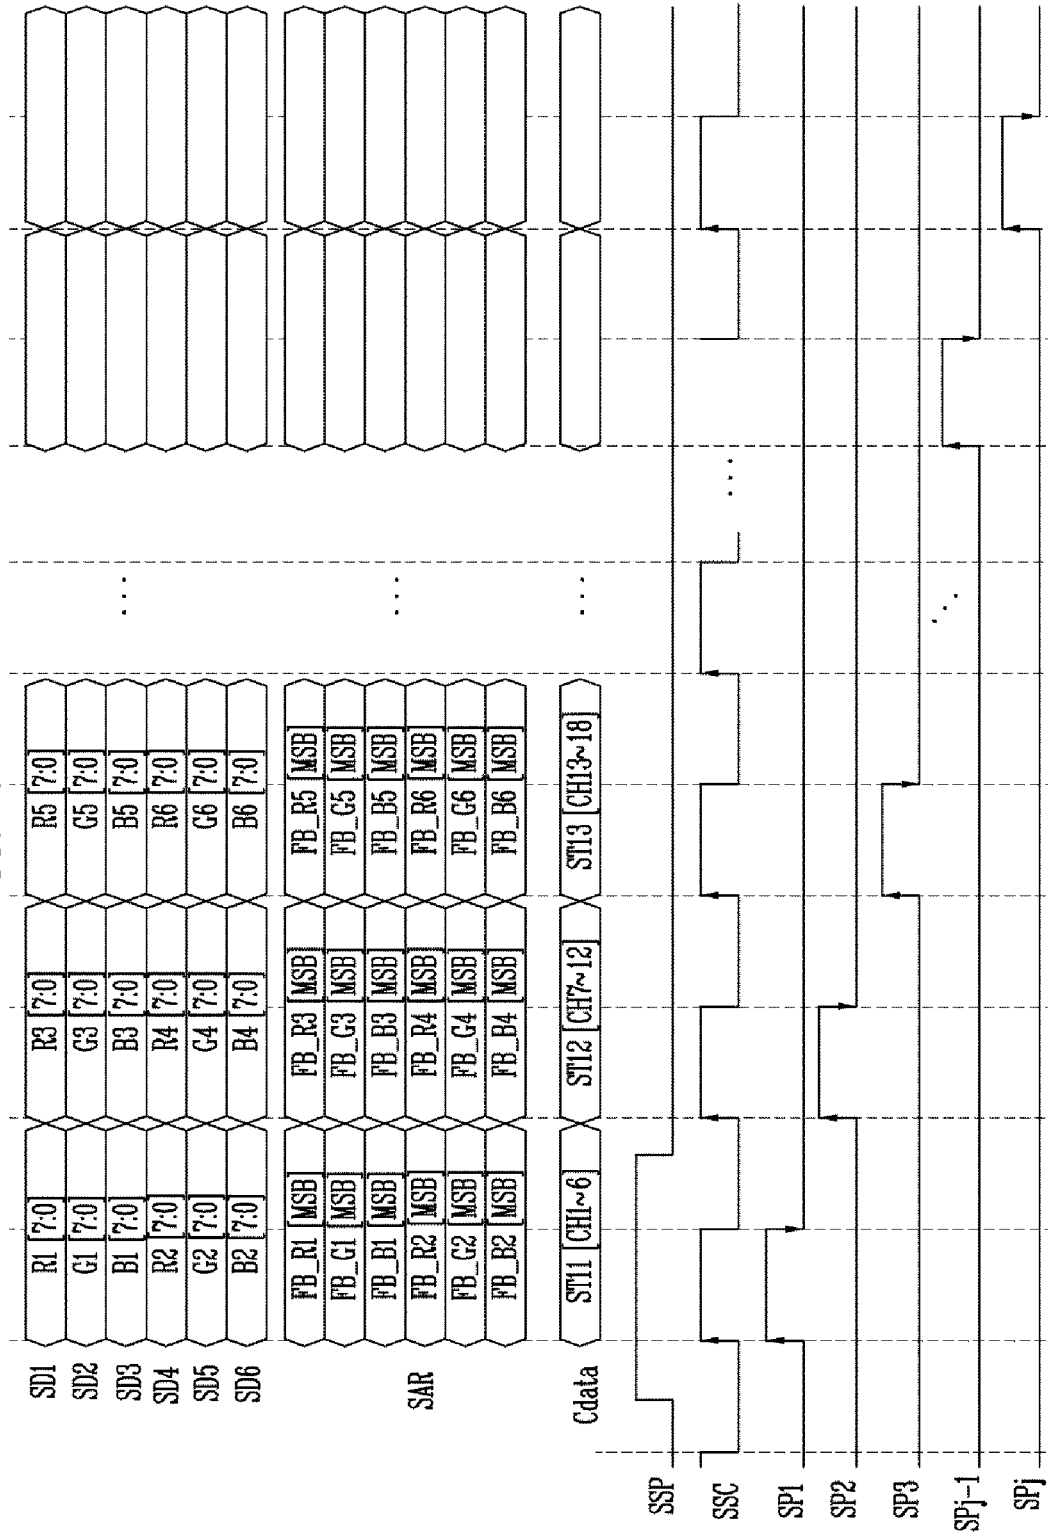 SD1 R1 [7:0] R3 [7:0] R5 [7:0]
SD2 G1 [7:0] G3 [7:0] G5 [7:0]
SD3 B1 [7:0] B3 [7:0] B5 [7:0] ...
SD4 R2 [7:0] R4 [7:0] R6 [7:0]
SD5 G2 [7:0] G4 [7:0] G6 [7:0]
SD6 B2 [7:0] B4 [7:0] B6 [7:0]
FB_R1 [MSB] FB_R3 [MSB] FB_R5 [MSB]
FB_G1 [MSB] FB_G3 [MSB] FB_G5 [MSB]
FB_B1 [MSB] FB_B3 [MSB] FB_B5 [MSB]
SAR FB_R2 [MSB] FB_R4 [MSB] FB_R6 [MSB] ...
FB_G2 [MSB] FB_G4 [MSB] FB_G6 [MSB]
FB_B2 [MSB] FB_B4 [MSB] FB_B6 [MSB]
Cdata ST11 [CH1~6] ST12 [CH7~12] ST13 [CH13~18] ...
SSP
SSC ...
SP1
SP2
SP3
...
SPj-1
SPj